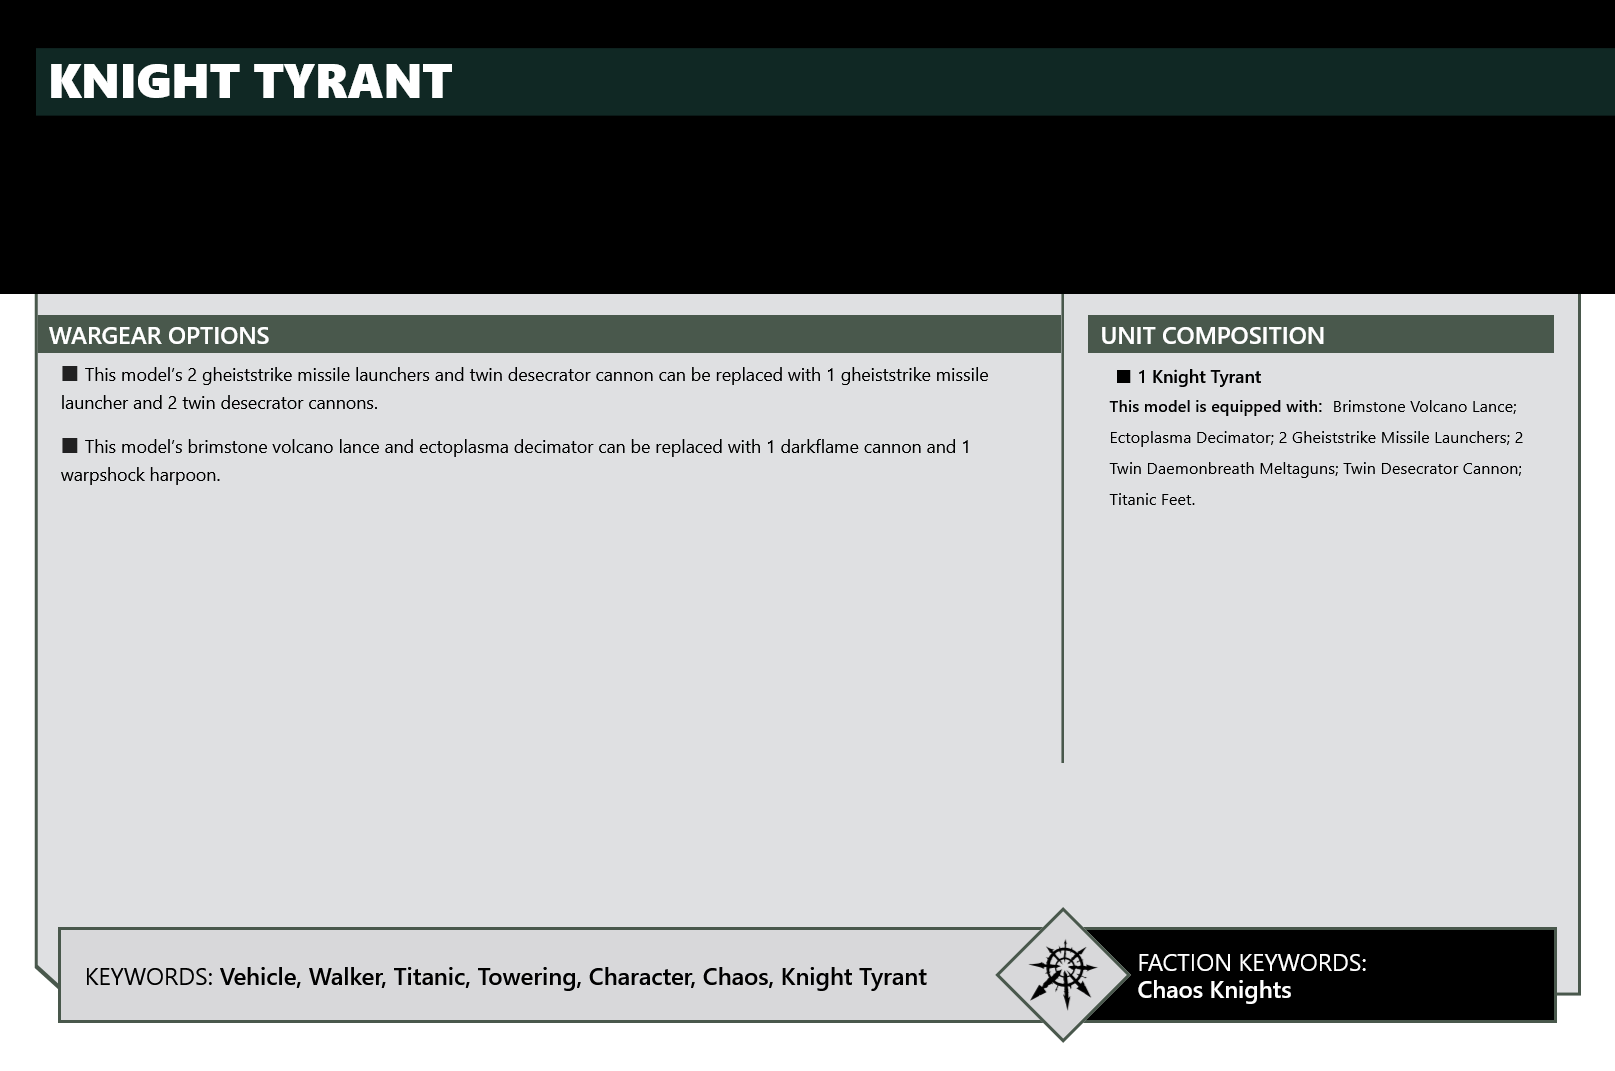 KNIGHT TYRANT
WARGEAR OPTIONS
■ This model's 2 gheiststrike missile launchers and twin desecrator cannon can be replaced with 1 gheiststrike missile
launcher and 2 twin desecrator cannons.
■ This model's brimstone volcano lance and ectoplasma decimator can be replaced with 1 darkflame cannon and 1
warpshock harpoon.
UNIT COMPOSITION
■ 1 Knight Tyrant
This model is equipped with: Brimstone Volcano Lance;
Ectoplasma Decimator; 2 Gheiststrike Missile Launchers; 2
Twin Daemonbreath Meltaguns; Twin Desecrator Cannon;
Titanic Feet.
KEYWORDS: Vehicle, Walker, Titanic, Towering, Character, Chaos, Knight Tyrant
FACTION KEYWORDS:
Chaos Knights